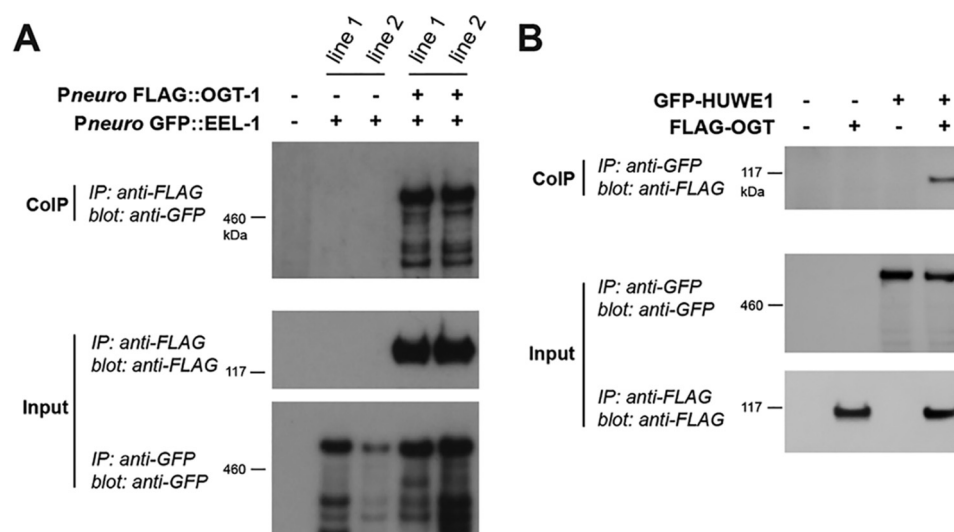 A
line 1 line 2 line 1 line 2
Pneuro FLAG::OGT-1 - - - + +
Pneuro GFP::EEL-1 - + + + +
CoIP
IP: anti-FLAG
blot: anti-GFP
460
kDa
Input
IP: anti-FLAG
blot: anti-FLAG
117
IP: anti-GFP
blot: anti-GFP
460
B
GFP-HUWE1 - - + +
FLAG-OGT - + - +
CoIP
IP: anti-GFP
blot: anti-FLAG
117
kDa
Input
IP: anti-GFP
blot: anti-GFP
460
IP: anti-FLAG
blot: anti-FLAG
117